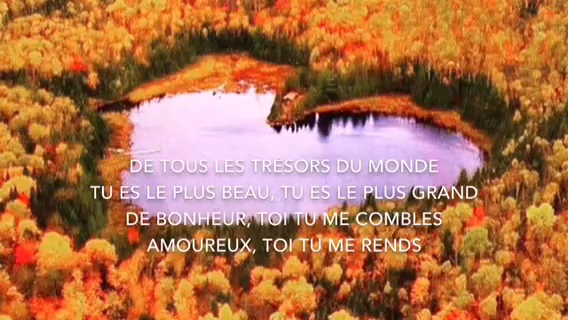 DE TOUS LES TRESORS DU MONDE
TU ES LE PLUS BEAU, TU ES LE PLUS GRAND
DE BONHEUR, TOI TU ME COMBLES
AMOUREUX, TOI TU ME RENDS